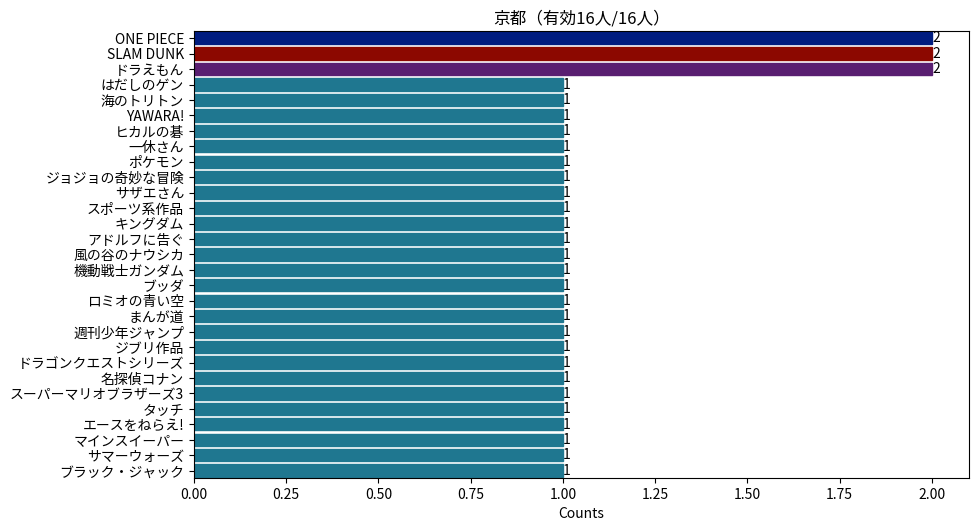 京都（有効16人/16人）
ONE PIECE 2
SLAM DUNK 2
ドラえもん 2
はだしのゲン 1
海のトリトン 1
YAWARA! 1
ヒカルの碁 1
一休さん 1
ポケモン 1
ジョジョの奇妙な冒険 1
サザエさん 1
スポーツ系作品 1
キングダム 1
アドルフに告ぐ 1
風の谷のナウシカ 1
機動戦士ガンダム 1
ブッダ 1
ロミオの青い空 1
まんが道 1
週刊少年ジャンプ 1
ジブリ作品 1
ドラゴンクエストシリーズ 1
名探偵コナン 1
スーパーマリオブラザーズ3 1
タッチ 1
エースをねらえ! 1
マインスイーパー 1
サマーウォーズ 1
ブラック・ジャック 1
0.00 0.25 0.50 0.75 1.00 1.25 1.50 1.75 2.00
Counts